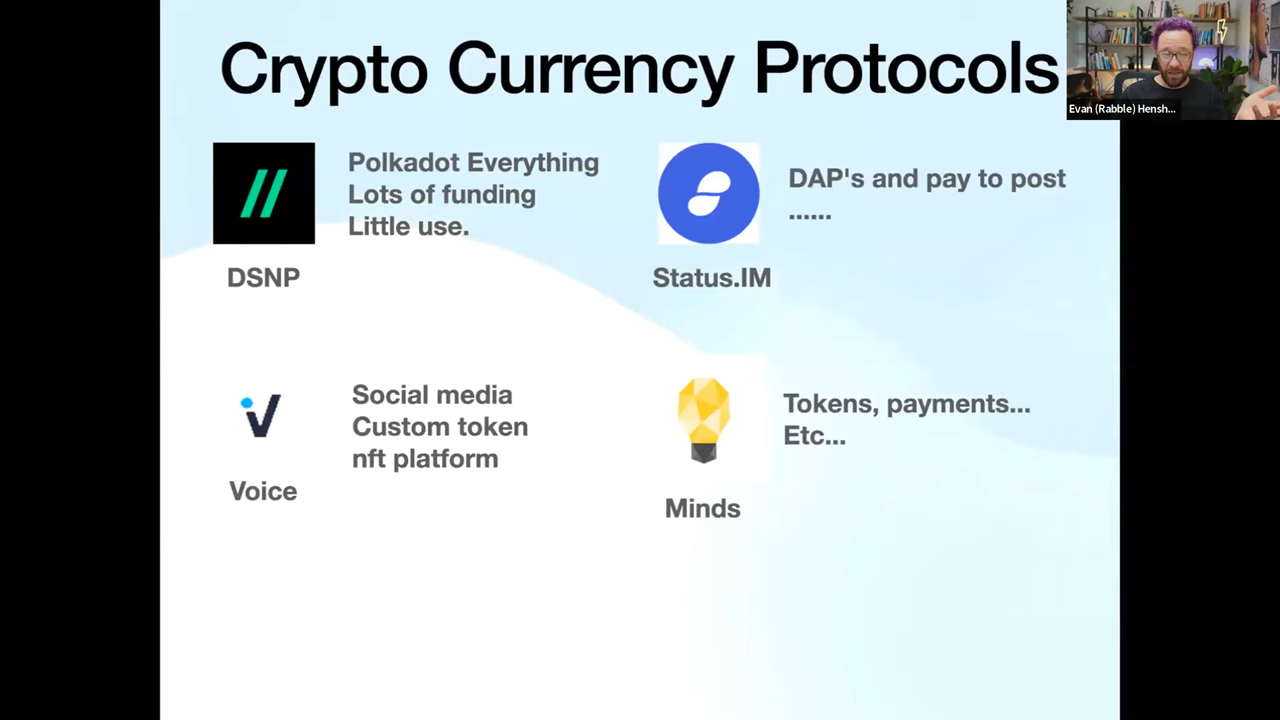 Crypto Currency Protocols
Evan (Rabble) Hensh...
Polkadot Everything
Lots of funding
Little use.
DSNP
DAP's and pay to post
......
Status.IM
Social media
Custom token
nft platform
Voice
Tokens, payments...
Etc...
Minds